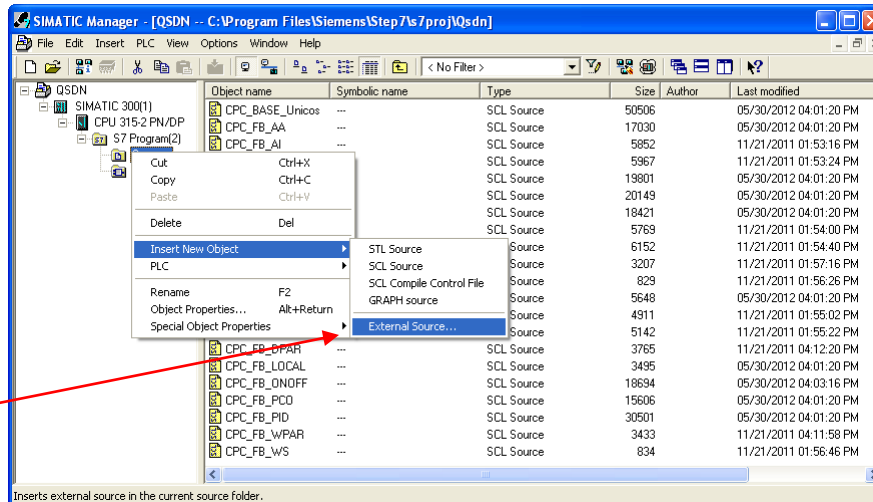 SIMATIC Manager - [QSDN -- C:\Program Files\Siemens\Step7\s7proj\Qsdn]
File Edit Insert PLC View Options Window Help
< No Filter >
QSDN
SIMATIC 300(1)
CPU 315-2 PN/DP
S7 Program(2)
Object name Symbolic name Type Size Author Last modified
CPC_BASE_Unicos --- SCL Source 50506 05/30/2012 04:01:20 PM
CPC_FB_AA --- SCL Source 17030 05/30/2012 04:01:20 PM
CPC_FB_AI --- SCL Source 5852 11/21/2011 01:53:16 PM
SCL Source 5967 11/21/2011 01:53:24 PM
SCL Source 19801 05/30/2012 04:01:20 PM
SCL Source 20149 05/30/2012 04:01:20 PM
SCL Source 18421 05/30/2012 04:01:20 PM
SCL Source 5769 11/21/2011 01:54:00 PM
Source 6152 11/21/2011 01:54:40 PM
Source 3207 11/21/2011 01:57:16 PM
Source 829 11/21/2011 01:56:26 PM
Source 5648 05/30/2012 04:01:20 PM
Source 4911 11/21/2011 01:55:02 PM
Source 5142 11/21/2011 01:55:22 PM
CPC_FB_DPAR --- SCL Source 3765 11/21/2011 04:12:20 PM
CPC_FB_LOCAL --- SCL Source 3495 05/30/2012 04:01:20 PM
CPC_FB_ONOFF --- SCL Source 18694 05/30/2012 04:03:16 PM
CPC_FB_PCO --- SCL Source 15606 05/30/2012 04:01:20 PM
CPC_FB_PID --- SCL Source 30501 05/30/2012 04:01:20 PM
CPC_FB_WPAR --- SCL Source 3433 11/21/2011 04:11:58 PM
CPC_FB_WS --- SCL Source 834 11/21/2011 01:56:46 PM
Cut Ctrl+X
Copy Ctrl+C
Paste Ctrl+V
Delete Del
Insert New Object
PLC
Rename F2
Object Properties... Alt+Return
Special Object Properties
STL Source
SCL Source
SCL Compile Control File
GRAPH source
External Source...
Inserts external source in the current source folder.